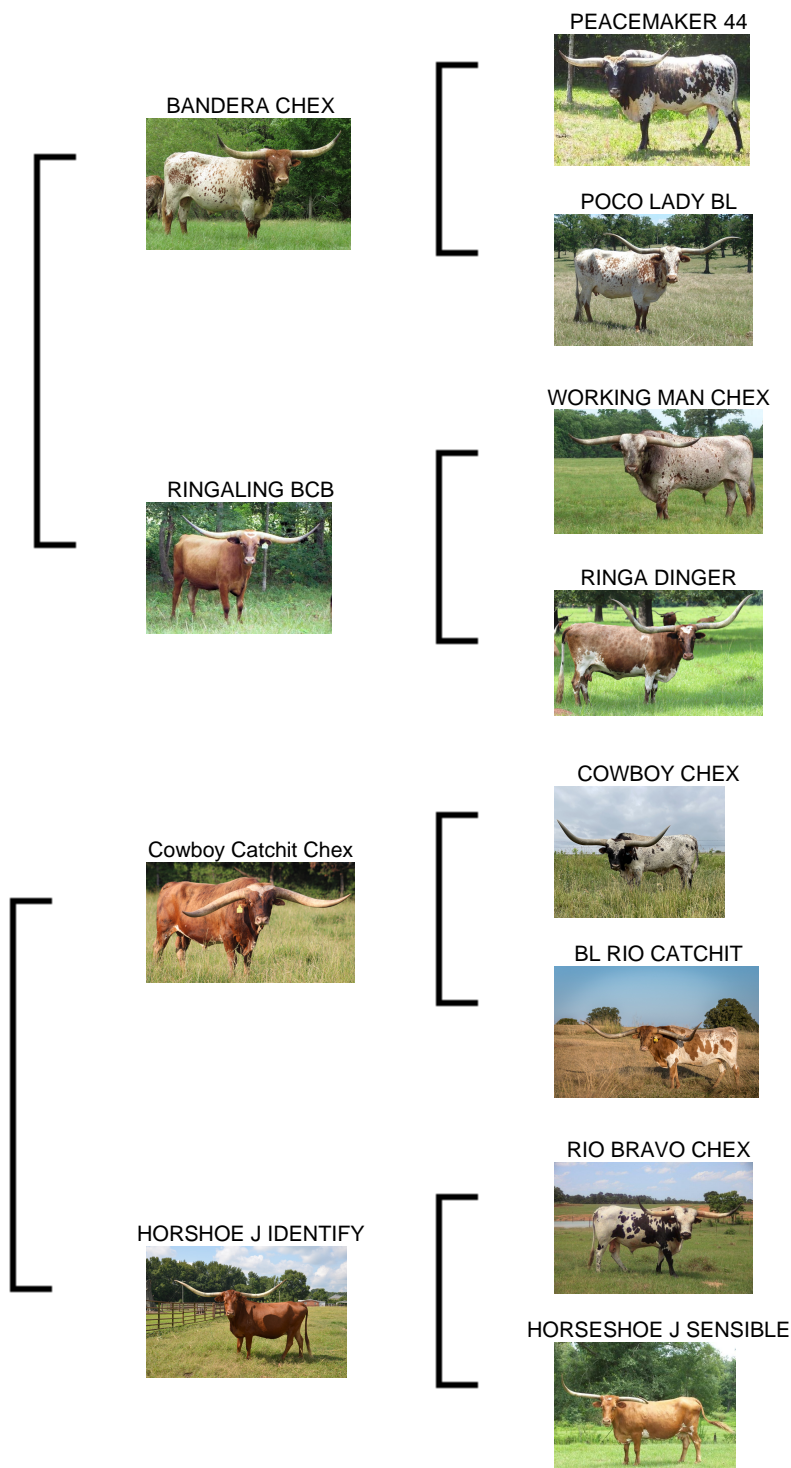 PEACEMAKER 44
BANDERA CHEX
POCO LADY BL
WORKING MAN CHEX
RINGALING BCB
RINGA DINGER
COWBOY CHEX
Cowboy Catchit Chex
BL RIO CATCHIT
RIO BRAVO CHEX
HORSHOE J IDENTIFY
HORSESHOE J SENSIBLE